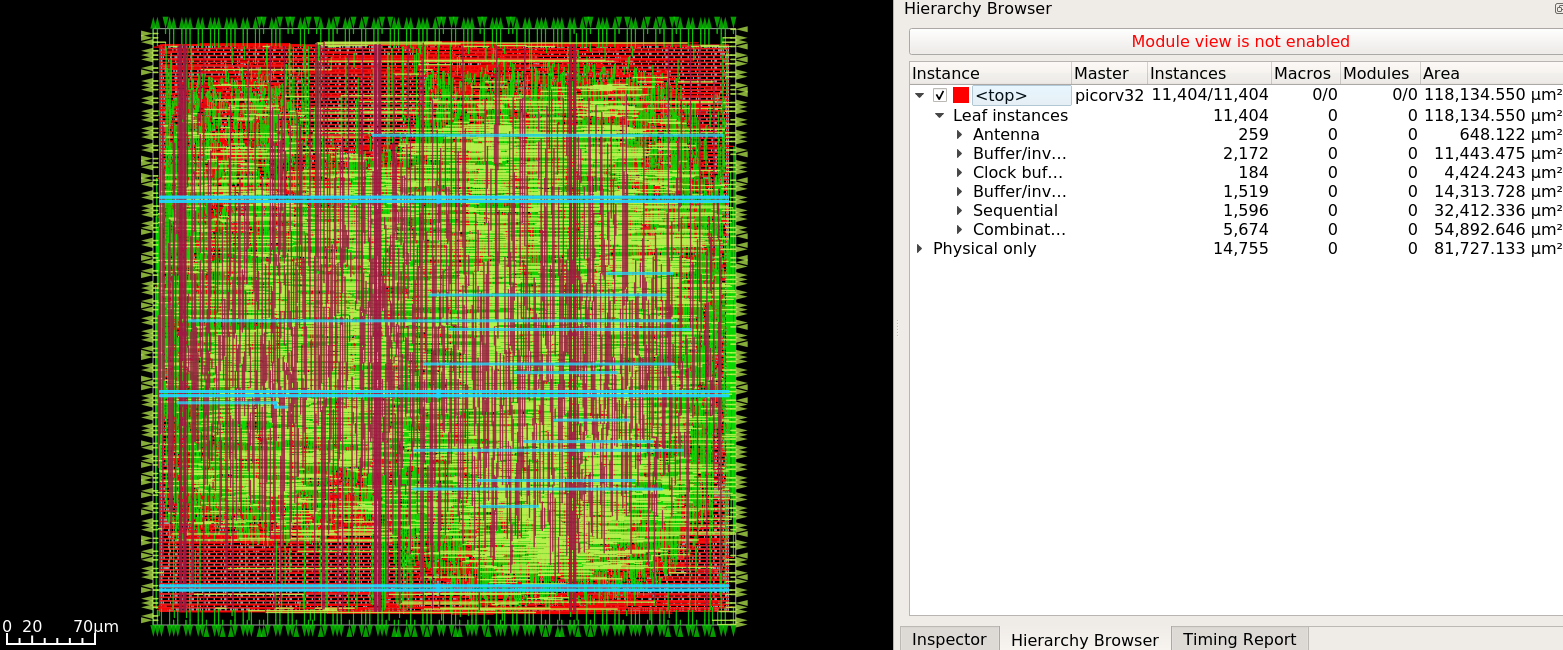 Hierarchy Browser
Module view is not enabled
Instance Master Instances Macros Modules Area
<top> picorv32 11,404/11,404 0/0 0/0 118,134.550 μm²
Leaf instances 11,404 0 0 118,134.550 μm²
Antenna 259 0 0 648.122 μm²
Buffer/inv... 2,172 0 0 11,443.475 μm²
Clock buf... 184 0 0 4,424.243 μm²
Buffer/inv... 1,519 0 0 14,313.728 μm²
Sequential 1,596 0 0 32,412.336 μm²
Combinat... 5,674 0 0 54,892.646 μm²
Physical only 14,755 0 0 81,727.133 μm²
0 20 70μm
Inspector Hierarchy Browser Timing Report